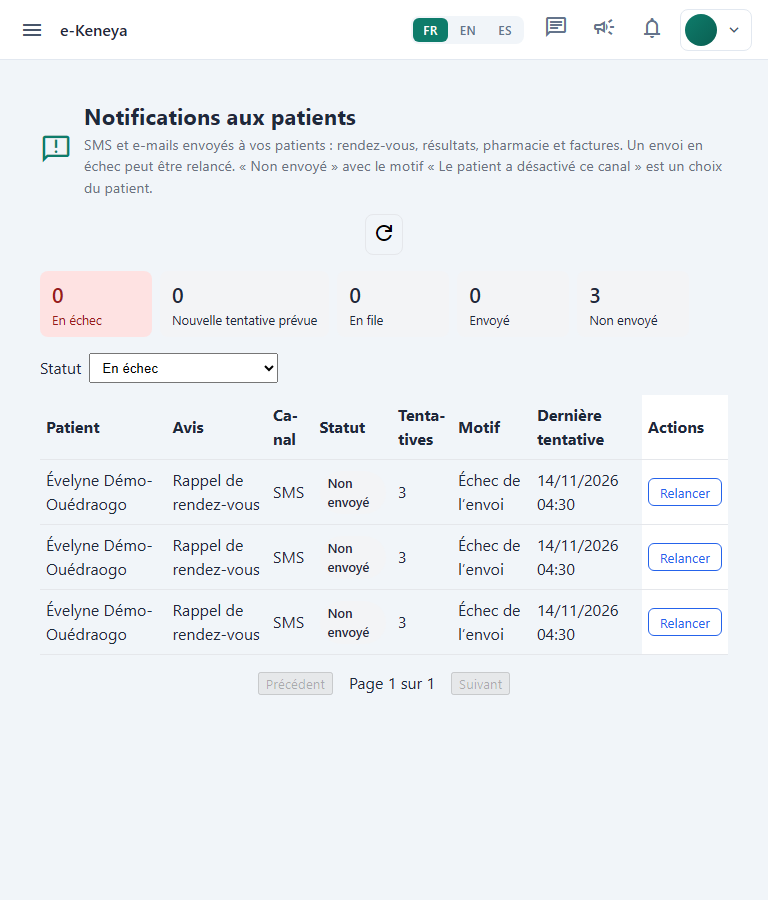 e-Keneya
FR EN ES
Notifications aux patients
SMS et e-mails envoyés à vos patients : rendez-vous, résultats, pharmacie et factures. Un envoi en
échec peut être relancé. « Non envoyé » avec le motif « Le patient a désactivé ce canal » est un choix
du patient.
0 0 0 0 3
En échec Nouvelle tentative prévue En file Envoyé Non envoyé
Statut En échec
Patient Avis Ca-
nal Statut Tenta-
tives Motif Dernière
tentative Actions
Évelyne Démo-
Ouédraogo Rappel de
rendez-vous SMS Non
envoyé 3 Échec de
l’envoi 14/11/2026
04:30 Relancer
Évelyne Démo-
Ouédraogo Rappel de
rendez-vous SMS Non
envoyé 3 Échec de
l’envoi 14/11/2026
04:30 Relancer
Évelyne Démo-
Ouédraogo Rappel de
rendez-vous SMS Non
envoyé 3 Échec de
l’envoi 14/11/2026
04:30 Relancer
Précédent Page 1 sur 1 Suivant